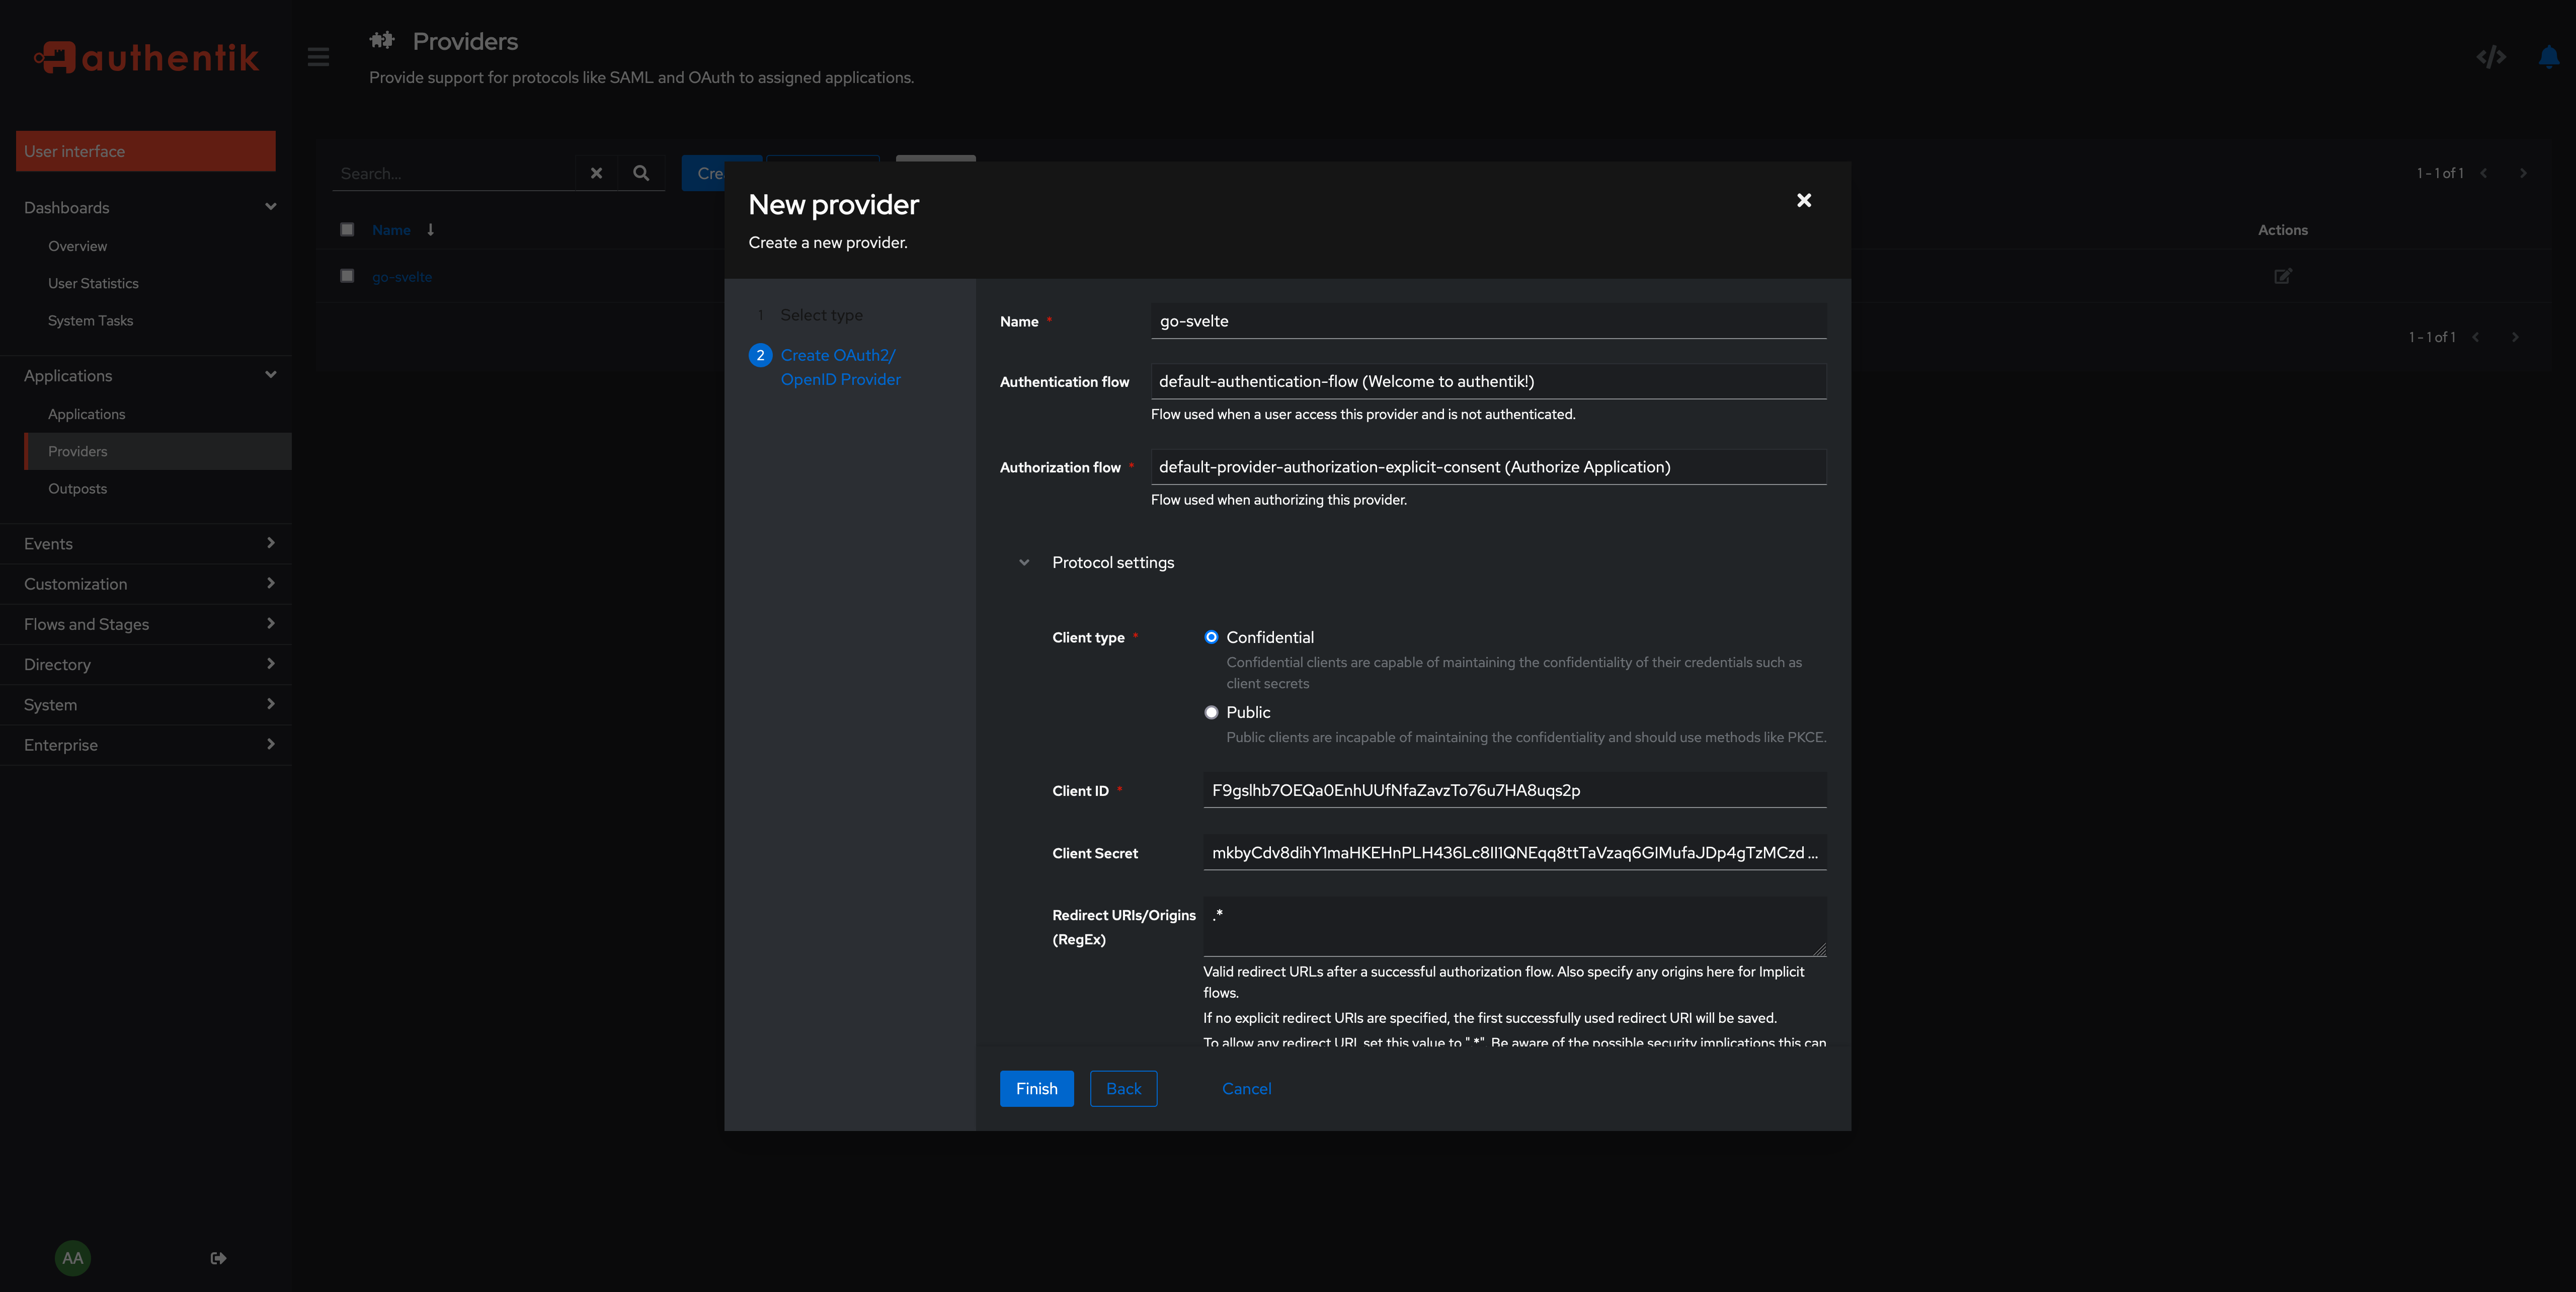 authentik
Providers
Provide support for protocols like SAML and OAuth to assigned applications.
User interface
Dashboards
Overview
User Statistics
System Tasks
Applications
Applications
Providers
Outposts
Events
Customization
Flows and Stages
Directory
System
Enterprise
AA
Search...
Cre
1 - 1 of 1
Name
Actions
go-svelte
1 - 1 of 1
New provider
Create a new provider.
1 Select type
2 Create OAuth2/
OpenID Provider
Name *
go-svelte
Authentication flow
default-authentication-flow (Welcome to authentik!)
Flow used when a user access this provider and is not authenticated.
Authorization flow *
default-provider-authorization-explicit-consent (Authorize Application)
Flow used when authorizing this provider.
Protocol settings
Client type *
Confidential
Confidential clients are capable of maintaining the confidentiality of their credentials such as
client secrets
Public
Public clients are incapable of maintaining the confidentiality and should use methods like PKCE.
Client ID *
F9gslhb7OEQa0EnhUUfNfaZavzTo76u7HA8uqs2p
Client Secret
mkbyCdv8dihY1maHKEHnPLH436Lc8II1QNEqq8ttTaVzaq6GIMufaJDp4gTzMCzd ...
Redirect URIs/Origins
(RegEx)
.*
Valid redirect URLs after a successful authorization flow. Also specify any origins here for Implicit
flows.
If no explicit redirect URIs are specified, the first successfully used redirect URI will be saved.
To allow any redirect URI, set this value to ".*". Be aware of the possible security implications this can
Finish
Back
Cancel